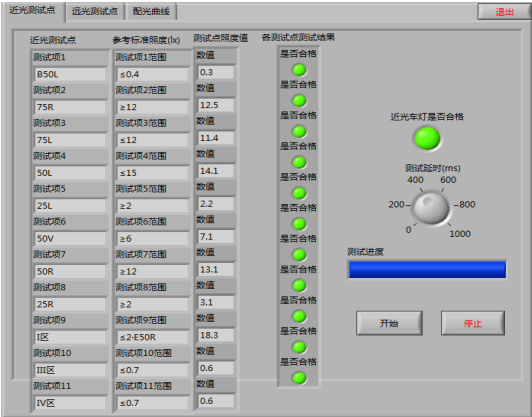 近光测试点 远光测试点 配光曲线 退出
近光测试点 参考标准照度(lx) 测试点照度值 各测试点测试结果
测试项1 测试项1范围 数值 是否合格
B50L ≤0.4 0.3
测试项2 测试项2范围 数值 是否合格
75R ≥12 12.5
测试项3 测试项3范围 数值 是否合格
75L ≤12 11.4
测试项4 测试项4范围 数值 是否合格
50L ≤15 14.1
测试项5 测试项5范围 数值 是否合格
25L ≥2 2.2
测试项6 测试项6范围 数值 是否合格
50V ≥6 7.1
测试项7 测试项7范围 数值 是否合格
50R ≥12 13.1
测试项8 测试项8范围 数值 是否合格
25R ≥2 3.1
测试项9 测试项9范围 数值 是否合格
I区 ≤2·E50R 18.3
测试项10 测试项10范围 数值 是否合格
III区 ≤0.7 0.6
测试项11 测试项11范围 数值 是否合格
IV区 ≤0.7 0.6
近光车灯是否合格
测试延时(ms)
400 600
200 800
0 1000
测试进度
开始 停止